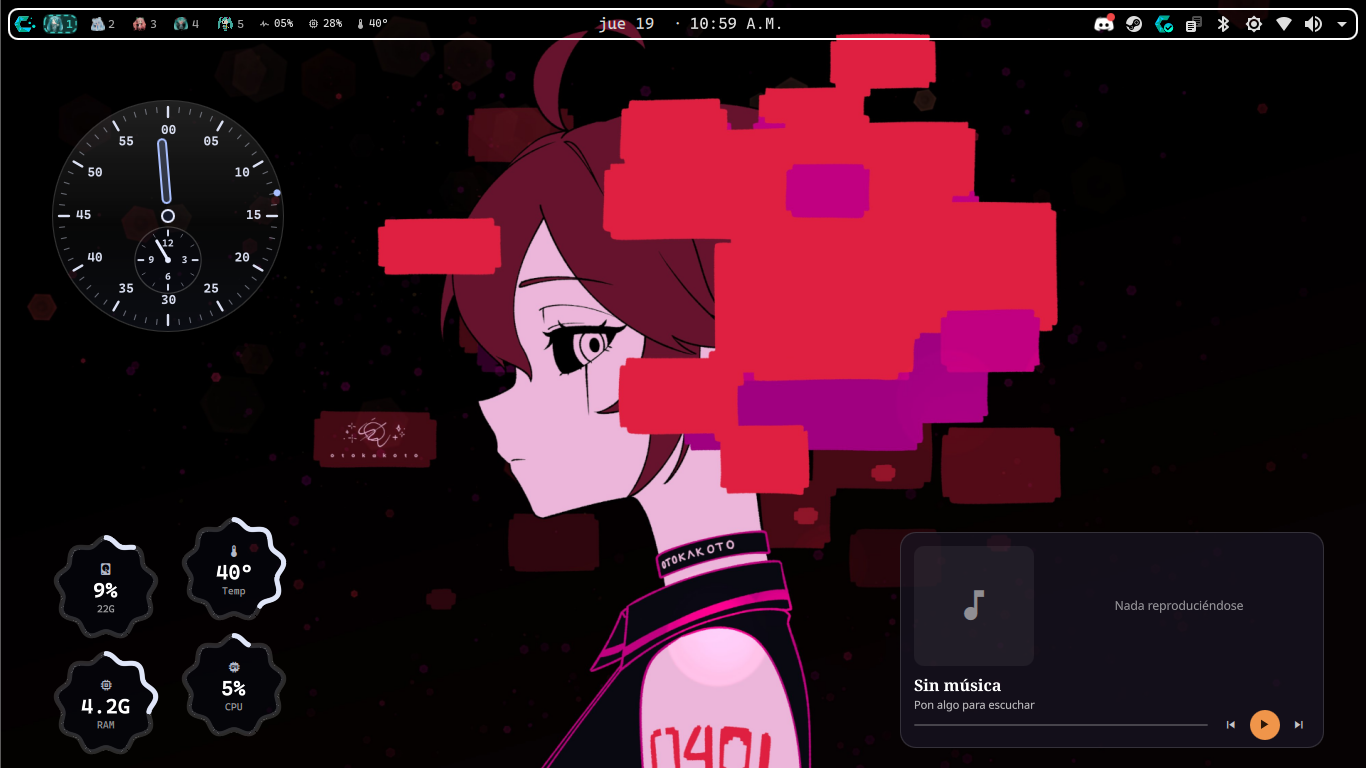 1 2 3 4 5 05% 28% 40°
jue 19 · 10:59 A.M.
00
55 05
50 10
45 15
40 20
35 25
30
12
9 3
6
otokakoto
OTOKAKOTO
040
9%
22G
40°
Temp
4.2G
RAM
5%
CPU
Nada reproduciéndose
Sin música
Pon algo para escuchar